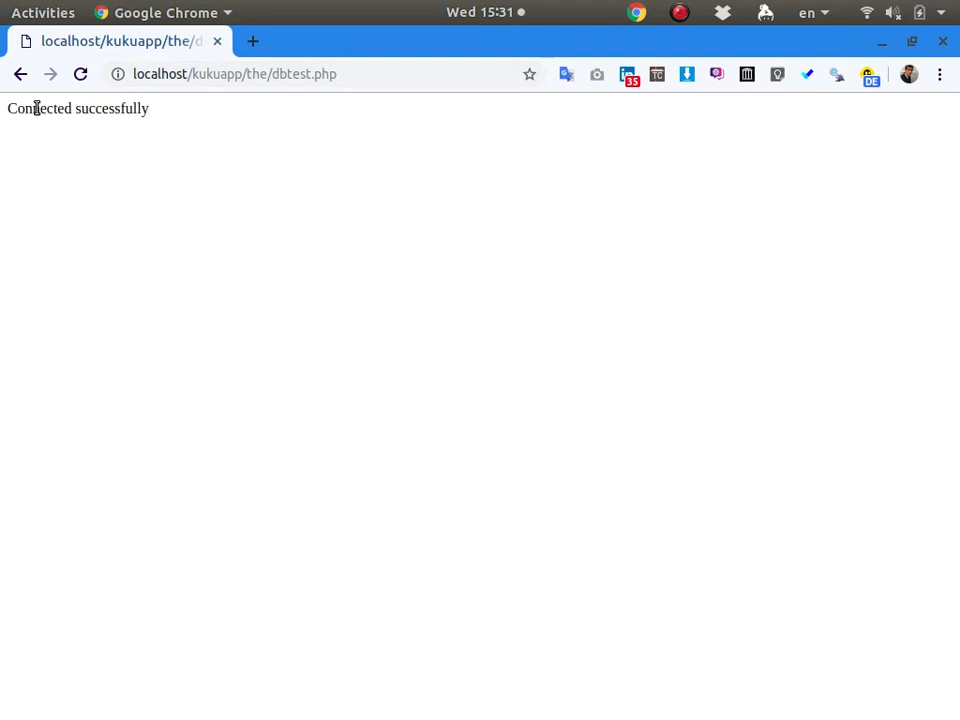 Activities Google Chrome Wed 15:31 en
localhost/kukuapp/the/d
localhost/kukuapp/the/dbtest.php 35 TC DE
Connected successfully